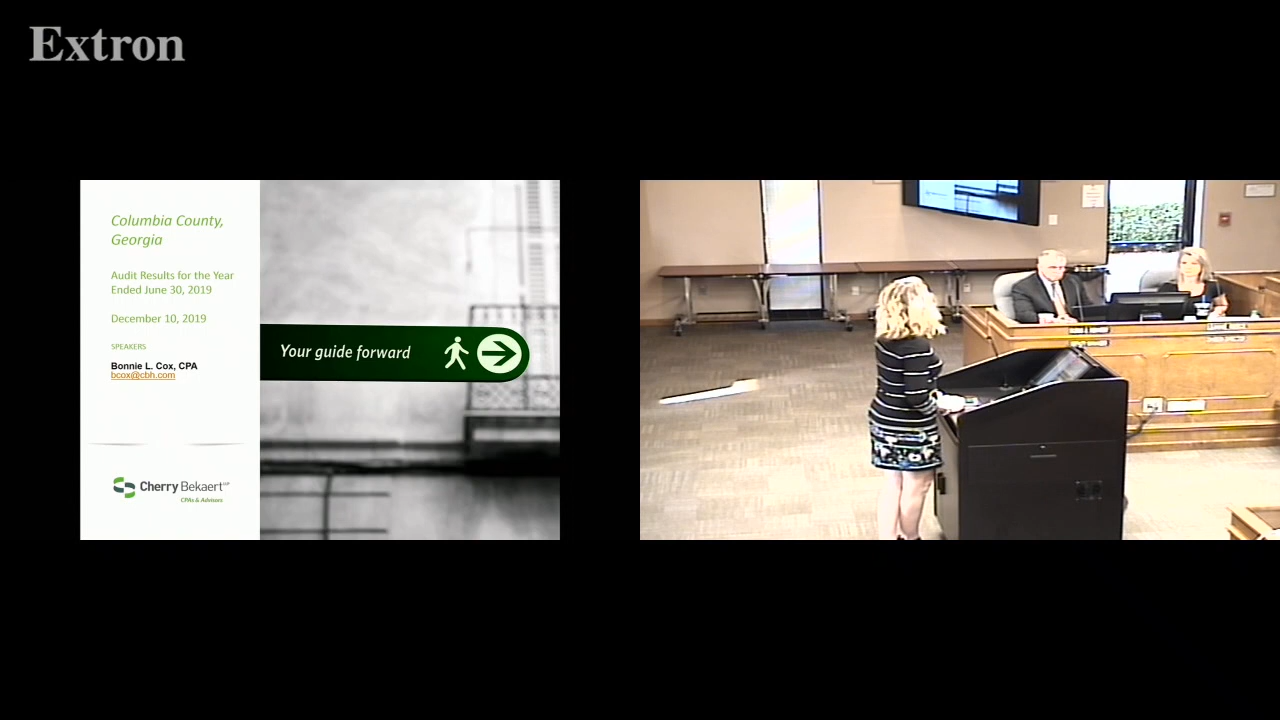 Extron
Columbia County,
Georgia
Audit Results for the Year
Ended June 30, 2019
December 10, 2019
SPEAKERS
Bonnie L. Cox, CPA
bcox@cbh.com
Your guide forward
Cherry Bekaert LLP
CPAs & Advisors